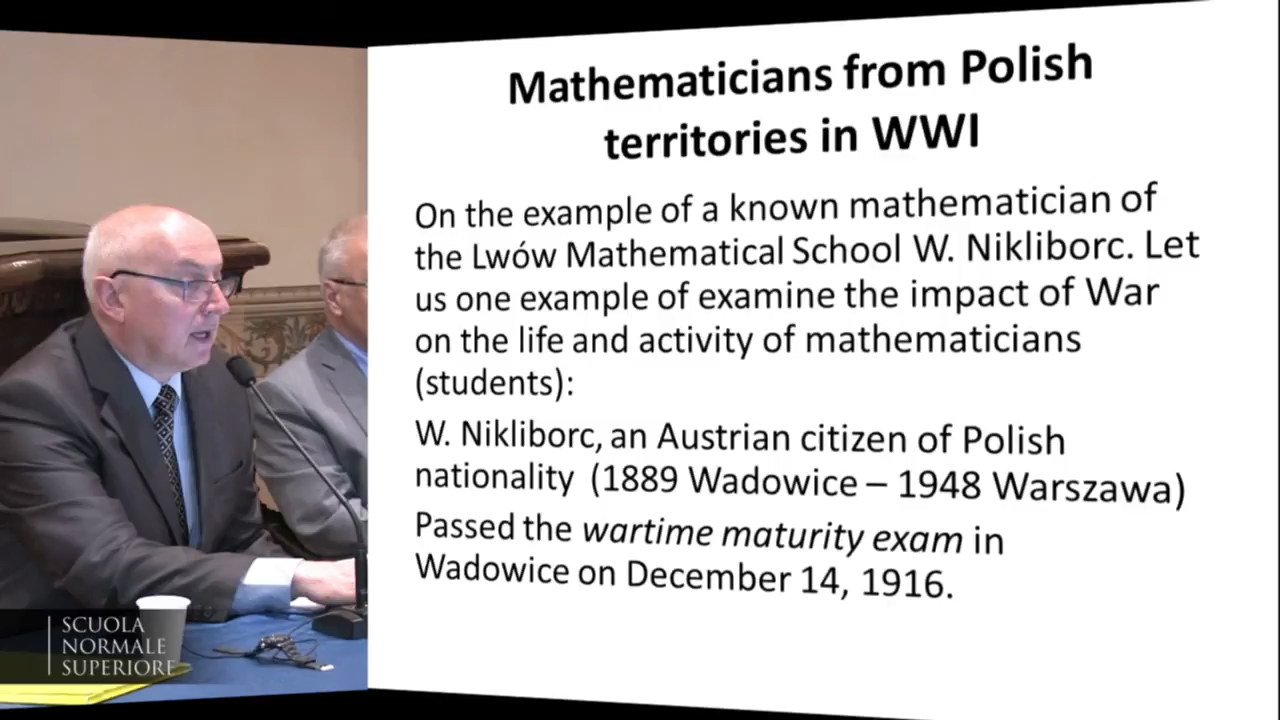 Mathematicians from Polish
territories in WWI
On the example of a known mathematician of
the Lwów Mathematical School W. Nikliborc. Let
us one example of examine the impact of War
on the life and activity of mathematicians
(students):
W. Nikliborc, an Austrian citizen of Polish
nationality (1889 Wadowice – 1948 Warszawa)
Passed the wartime maturity exam in
Wadowice on December 14, 1916.
SCUOLA
NORMALE
SUPERIORE